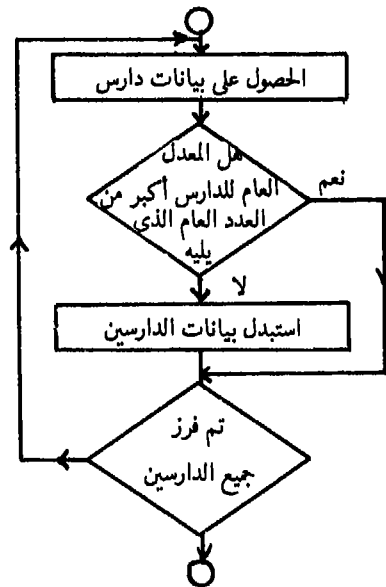 الحصول على بيانات دارس
هل المعدل
العام للدارس أكبر من
العدد العام الذى
يليه
نعم
لا
استبدل بيانات الدارسين
تم فرز
جميع الدارسين